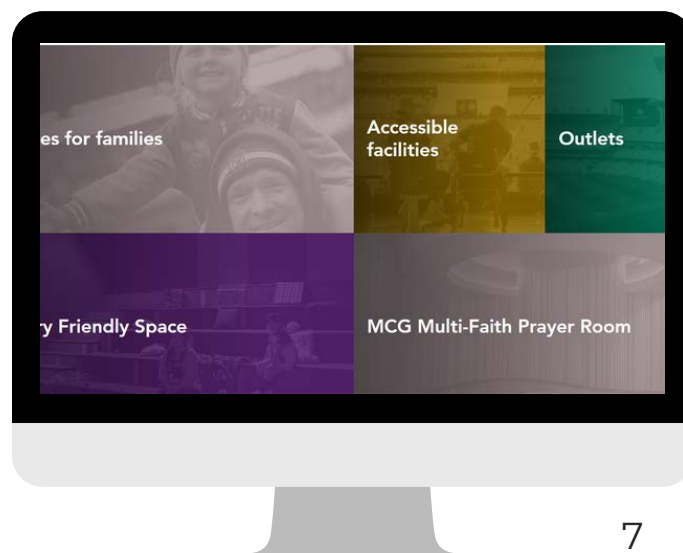 es for families
Accessible
facilities
Outlets
ry Friendly Space
MCG Multi-Faith Prayer Room
7